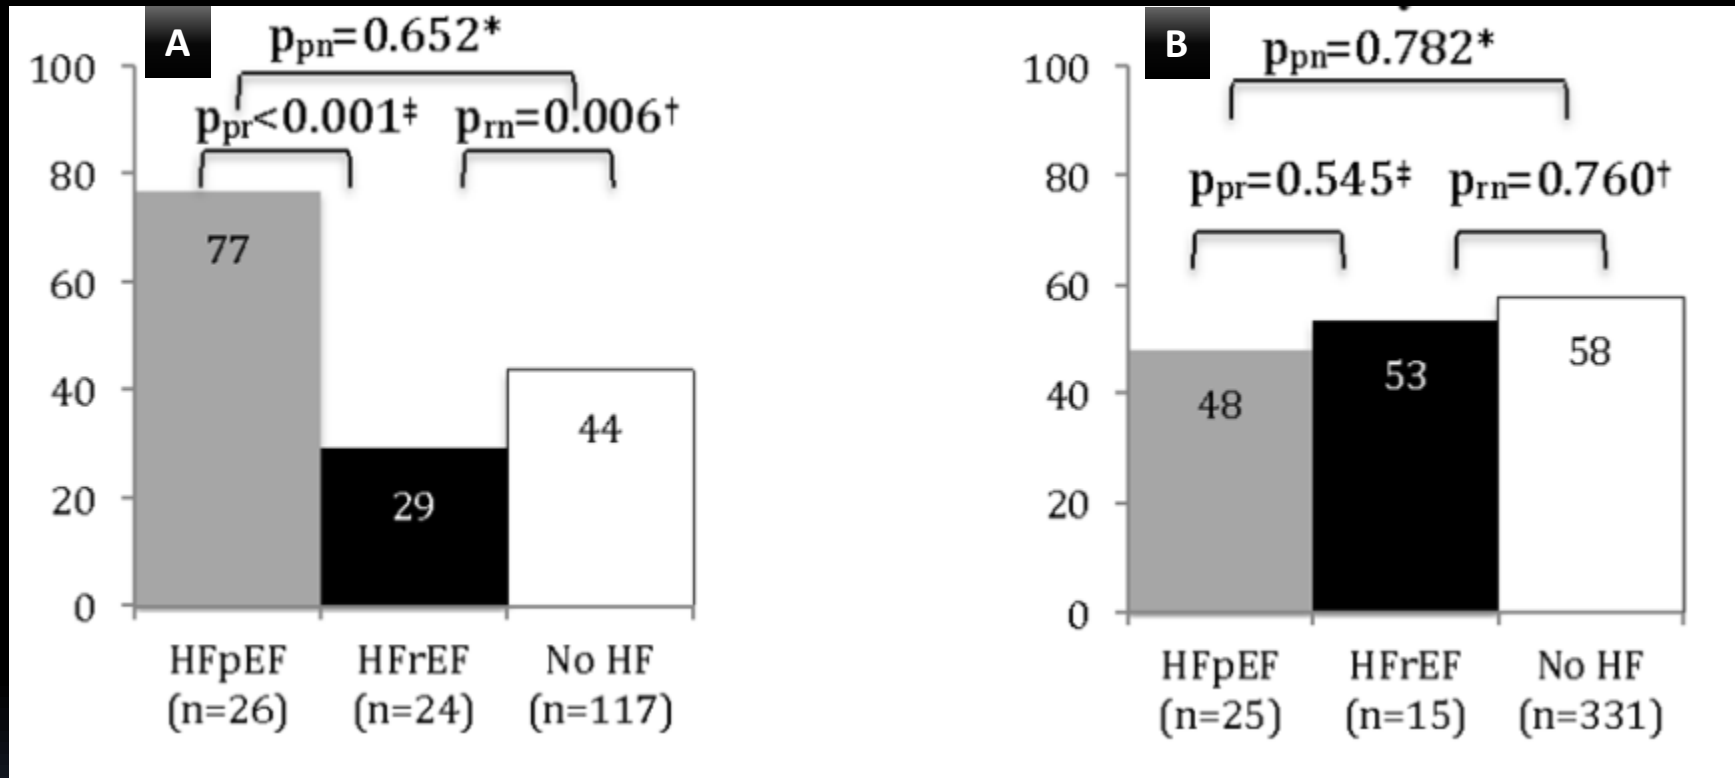 A
p_pn=0.652*
p_pr<0.001‡ p_rn=0.006†
100
80
60
40
20
0
77
29
44
HFpEF HFrEF No HF
(n=26) (n=24) (n=117)
B
p_pn=0.782*
p_pr=0.545‡ p_rn=0.760†
100
80
60
40
20
0
48
53
58
HFpEF HFrEF No HF
(n=25) (n=15) (n=331)